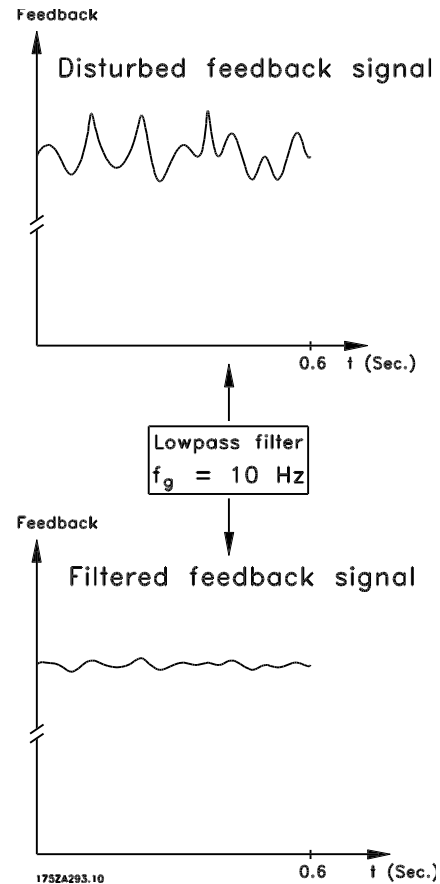 Feedback
Disturbed feedback signal
0.6 t (Sec.)
Lowpass filter
fg = 10 Hz
Feedback
Filtered feedback signal
0.6 t (Sec.)
175ZA293.10